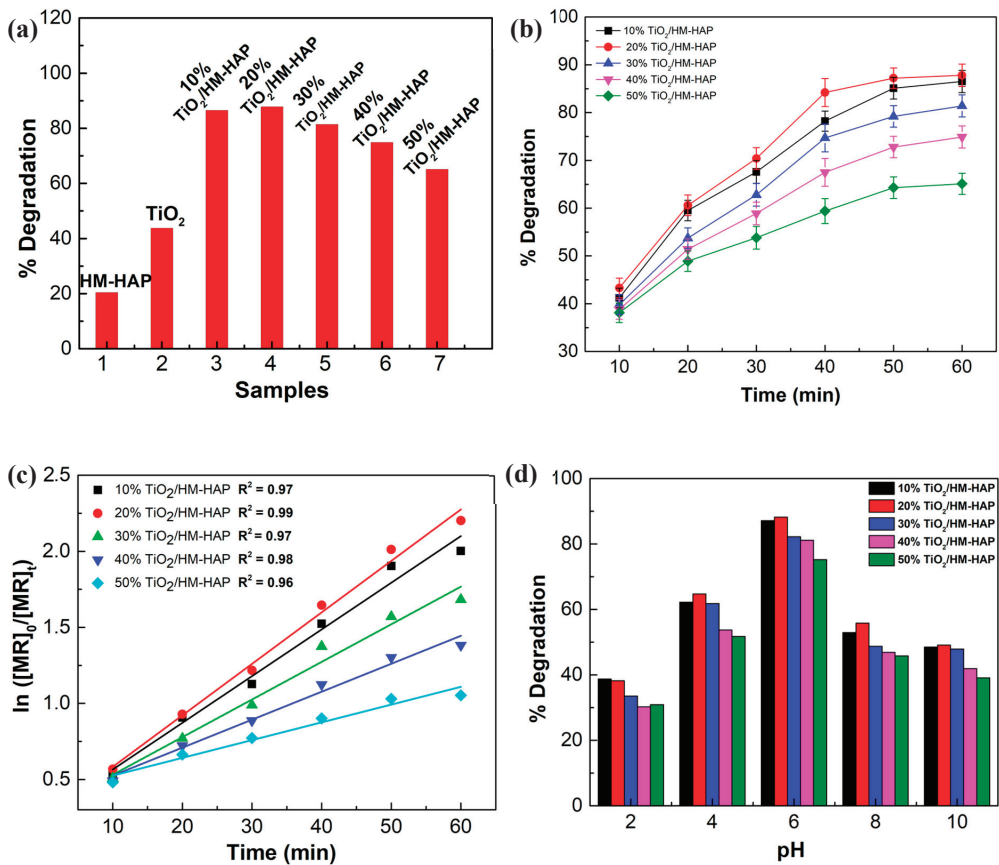 (a)
% Degradation
120
100
80
60
40
20
0
HM-HAP
TiO2
10%
TiO2/HM-HAP
20%
TiO2/HM-HAP
30%
TiO2/HM-HAP
40%
TiO2/HM-HAP
50%
TiO2/HM-HAP
1 2 3 4 5 6 7
Samples
(b)
% Degradation
100
90
80
70
60
50
40
30
10% TiO2/HM-HAP
20% TiO2/HM-HAP
30% TiO2/HM-HAP
40% TiO2/HM-HAP
50% TiO2/HM-HAP
10 20 30 40 50 60
Time (min)
(c)
ln ([MR]0/[MR]t)
2.5
2.0
1.5
1.0
0.5
10% TiO2/HM-HAP R2 = 0.97
20% TiO2/HM-HAP R2 = 0.99
30% TiO2/HM-HAP R2 = 0.97
40% TiO2/HM-HAP R2 = 0.98
50% TiO2/HM-HAP R2 = 0.96
10 20 30 40 50 60
Time (min)
(d)
% Degradation
100
80
60
40
20
0
10% TiO2/HM-HAP
20% TiO2/HM-HAP
30% TiO2/HM-HAP
40% TiO2/HM-HAP
50% TiO2/HM-HAP
2 4 6 8 10
pH